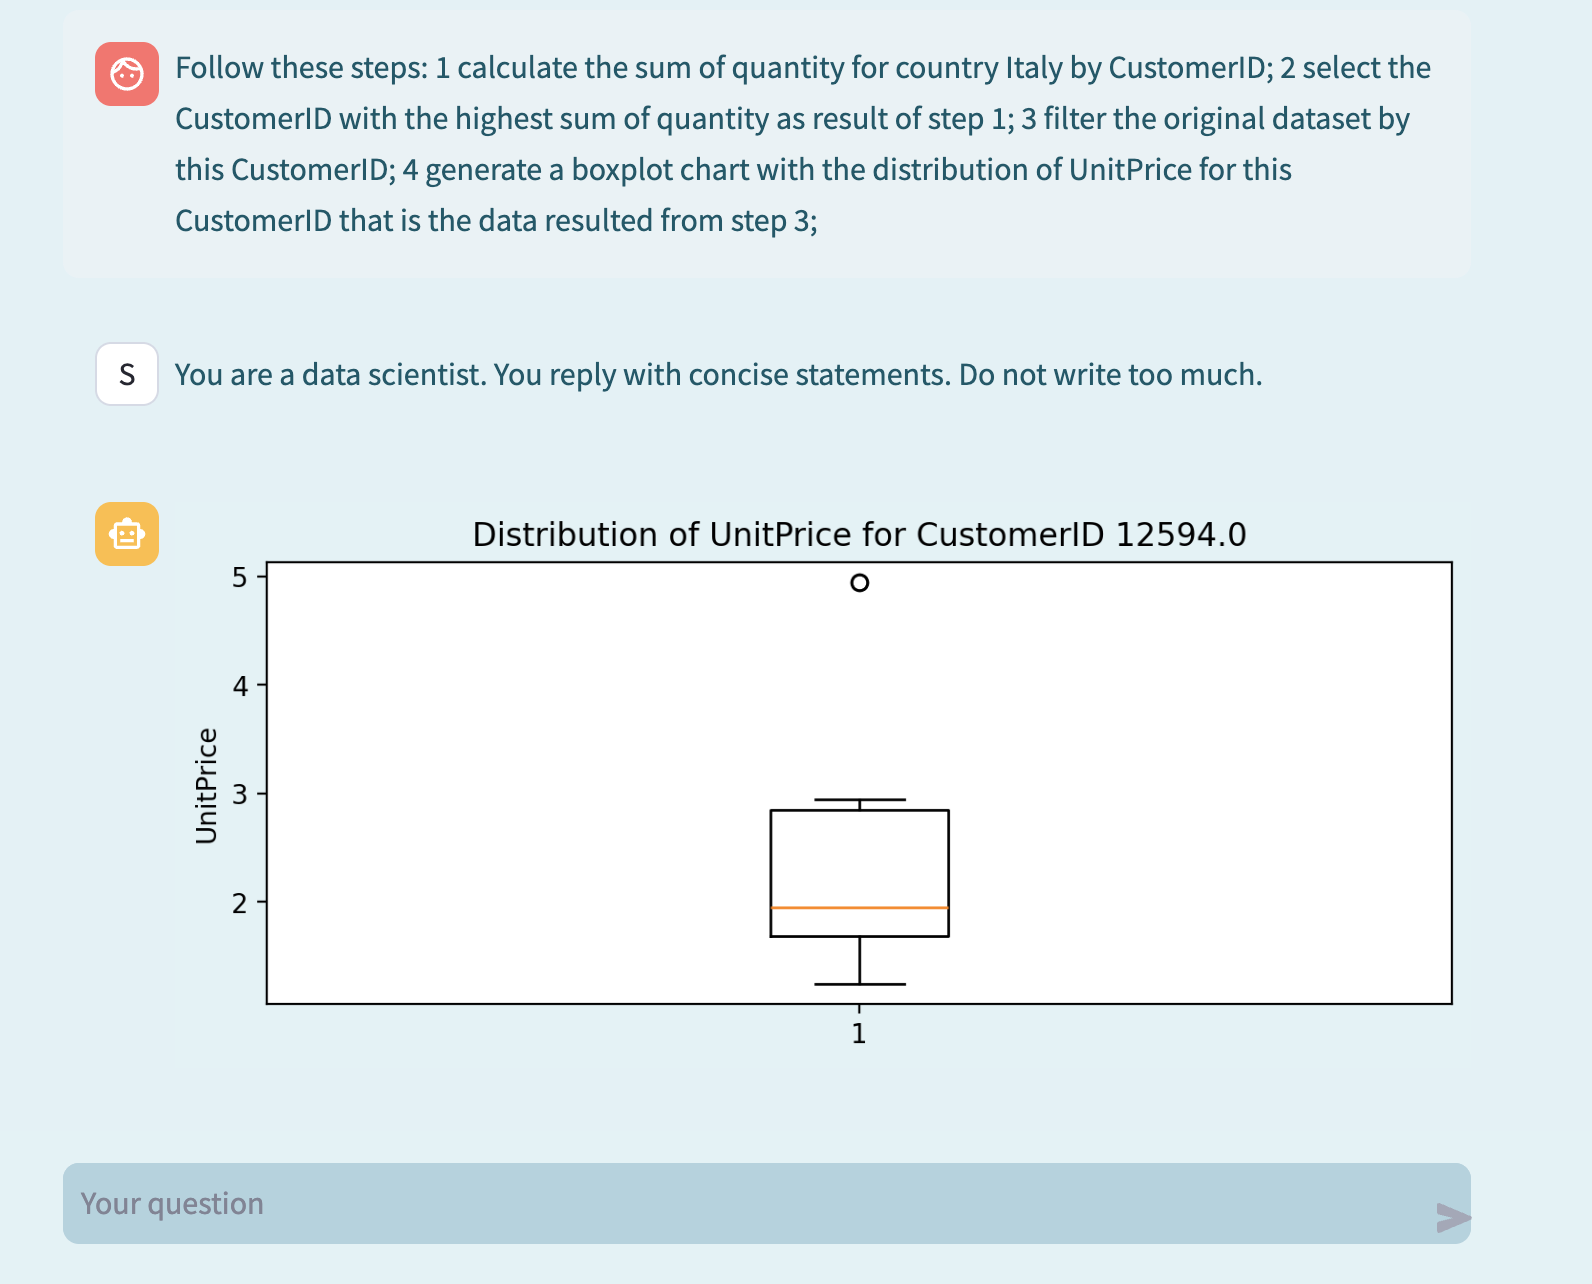 Follow these steps: 1 calculate the sum of quantity for country Italy by CustomerID; 2 select the
CustomerID with the highest sum of quantity as result of step 1; 3 filter the original dataset by
this CustomerID; 4 generate a boxplot chart with the distribution of UnitPrice for this
CustomerID that is the data resulted from step 3;
S
You are a data scientist. You reply with concise statements. Do not write too much.
Distribution of UnitPrice for CustomerID 12594.0
5
4
3
2
UnitPrice
1
Your question